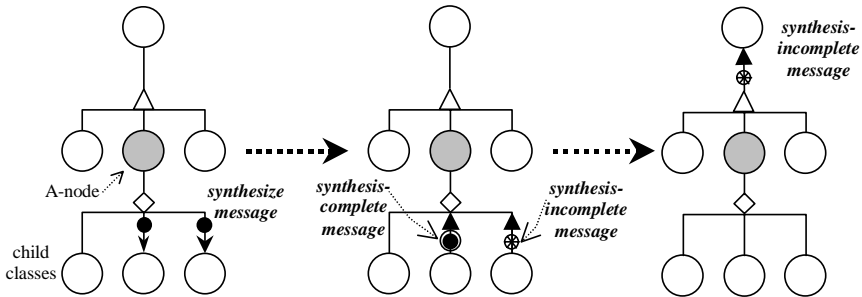 synthesis-
incomplete
message
A-node
synthesize
message
child
classes
synthesis-
complete
message
synthesis-
incomplete
message